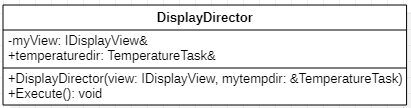 DisplayDirector
-myView: IDisplayView&
+temperaturedir: TemperatureTask&
+DisplayDirector(view: IDisplayView, mytempdir: &TemperatureTask)
+Execute(): void